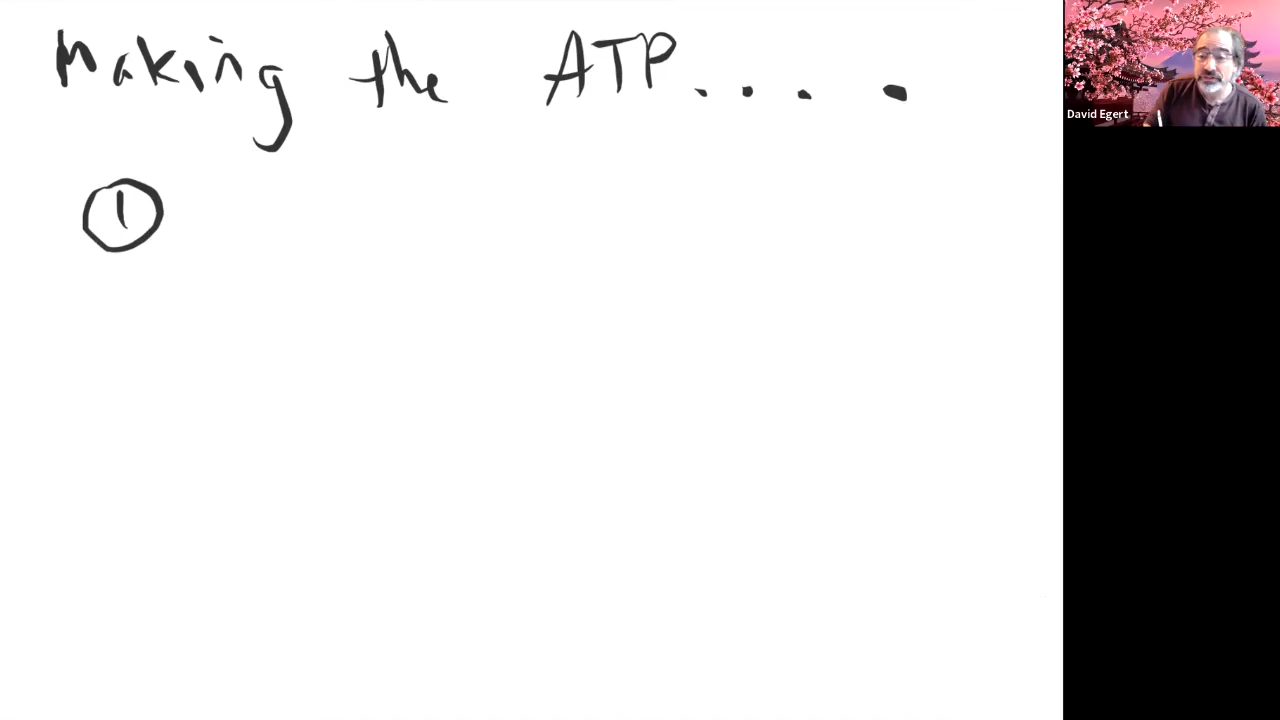 Making the ATP....
David Egert
①